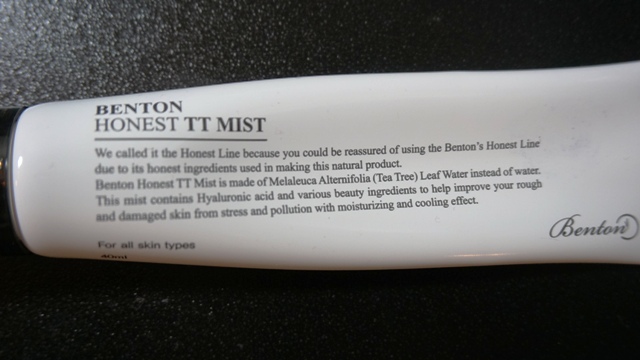 BENTON
HONEST TT MIST
We called it the Honest Line because you could be reassured of using the Benton's Honest Line
due to its honest ingredients used in making this natural product.
Benton Honest TT Mist is made of Melaleuca Alternifolia (Tea Tree) Leaf Water instead of water.
This mist contains Hyaluronic acid and various beauty ingredients to help improve your rough
and damaged skin from stress and pollution with moisturizing and cooling effect.
Benton
For all skin types
40ml